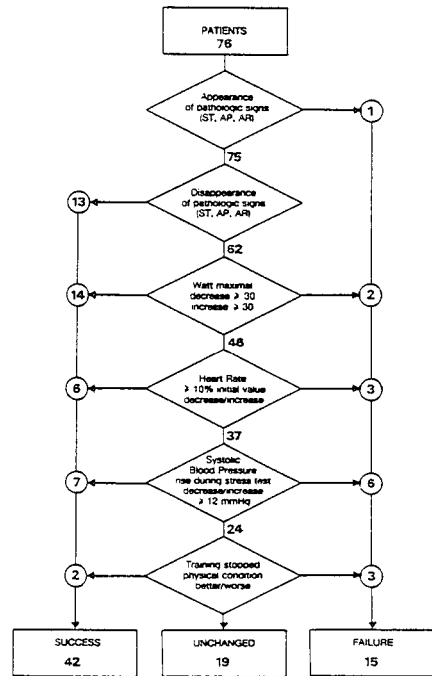 PATIENTS
76
Appearance
of pathologic signs
(ST, AP, AR)
1
75
Disappearance
of pathologic signs
(ST, AP, AR)
13
62
Watt maximal
decrease ≥ 30
increase ≥ 30
14
2
46
Heart Rate
≥ 10% initial value
decrease/increase
6
3
37
Systolic
Blood Pressure
rise during stress test
decrease/increase
≥ 12 mmHg
7
6
24
Training stopped
physical condition
better/worse
2
3
SUCCESS
42
UNCHANGED
19
FAILURE
15